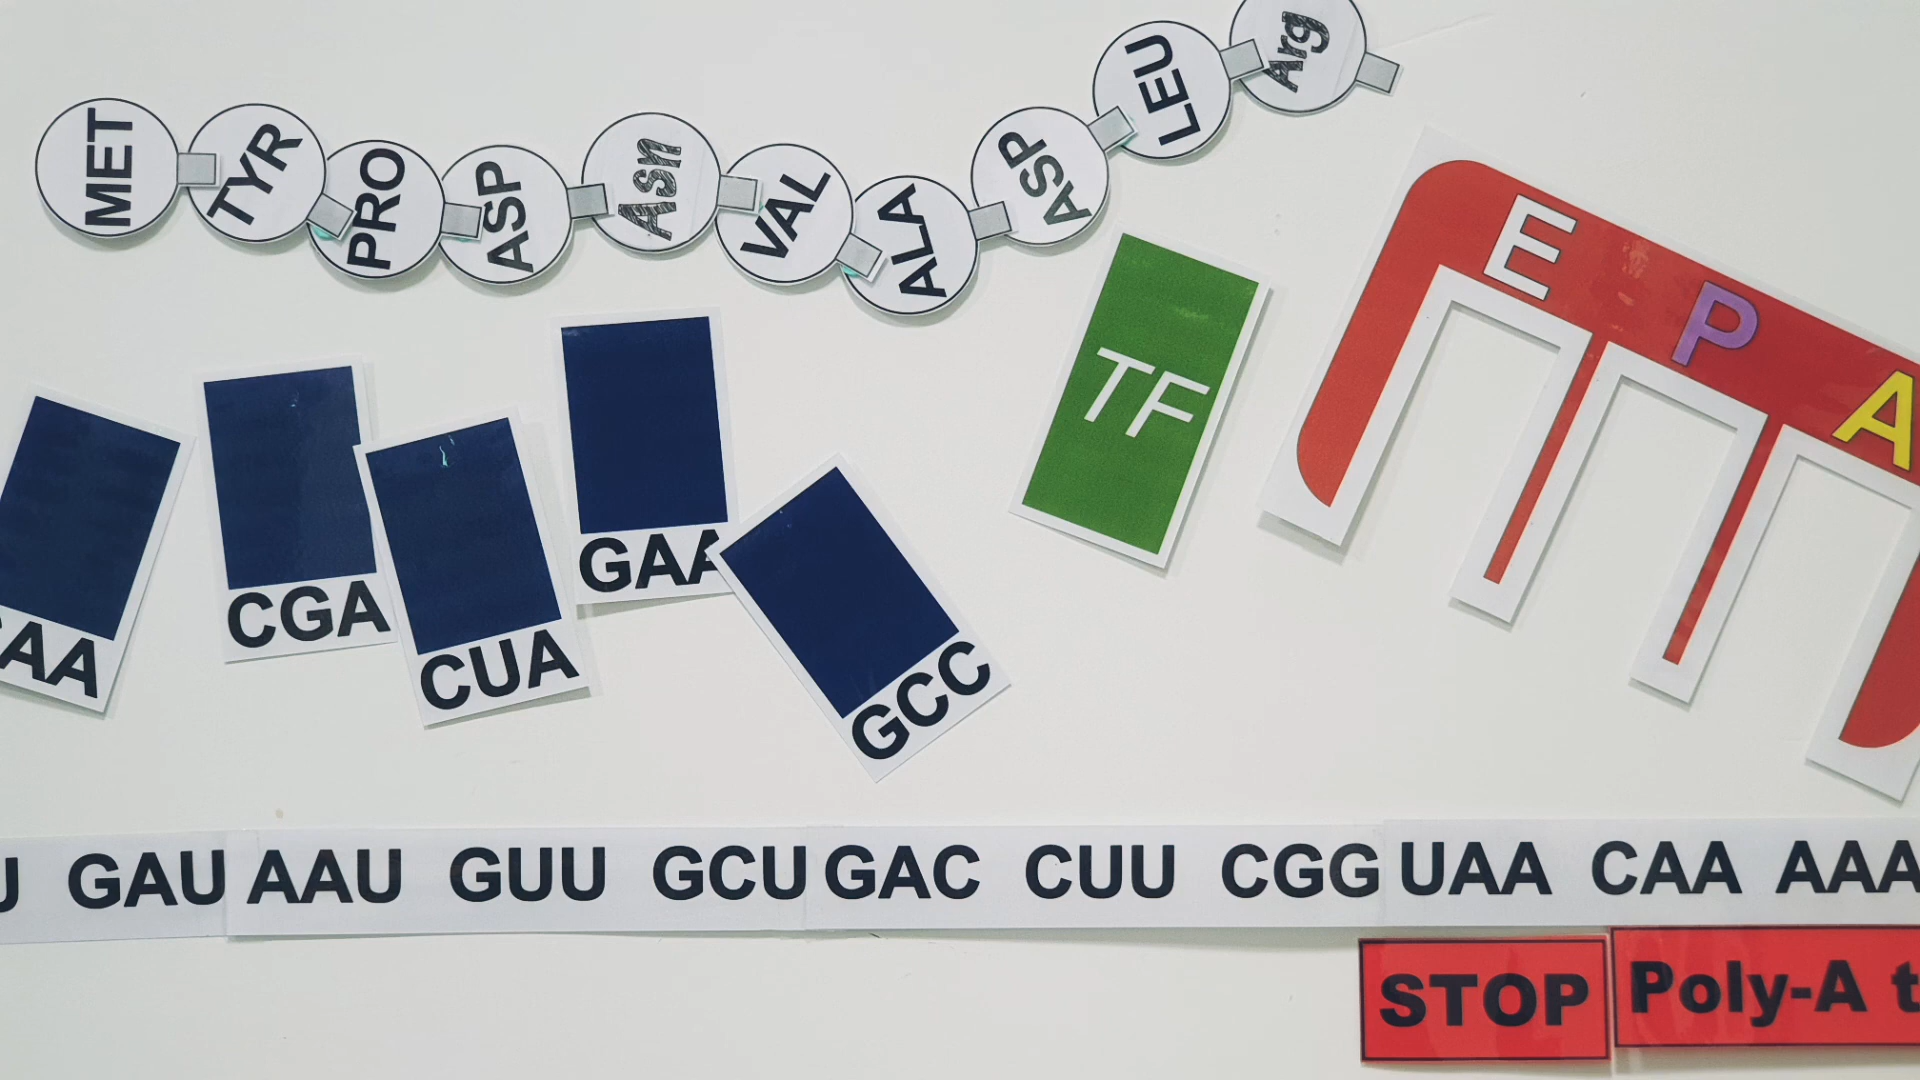 MET TYR PRO ASP Asn VAL ALA ASP LEU Arg
E P A
TF
CGA
CUA
GAA
GCC
GAU AAU GUU GCU GAC CUU CGG UAA CAA AAA
STOP
Poly-A